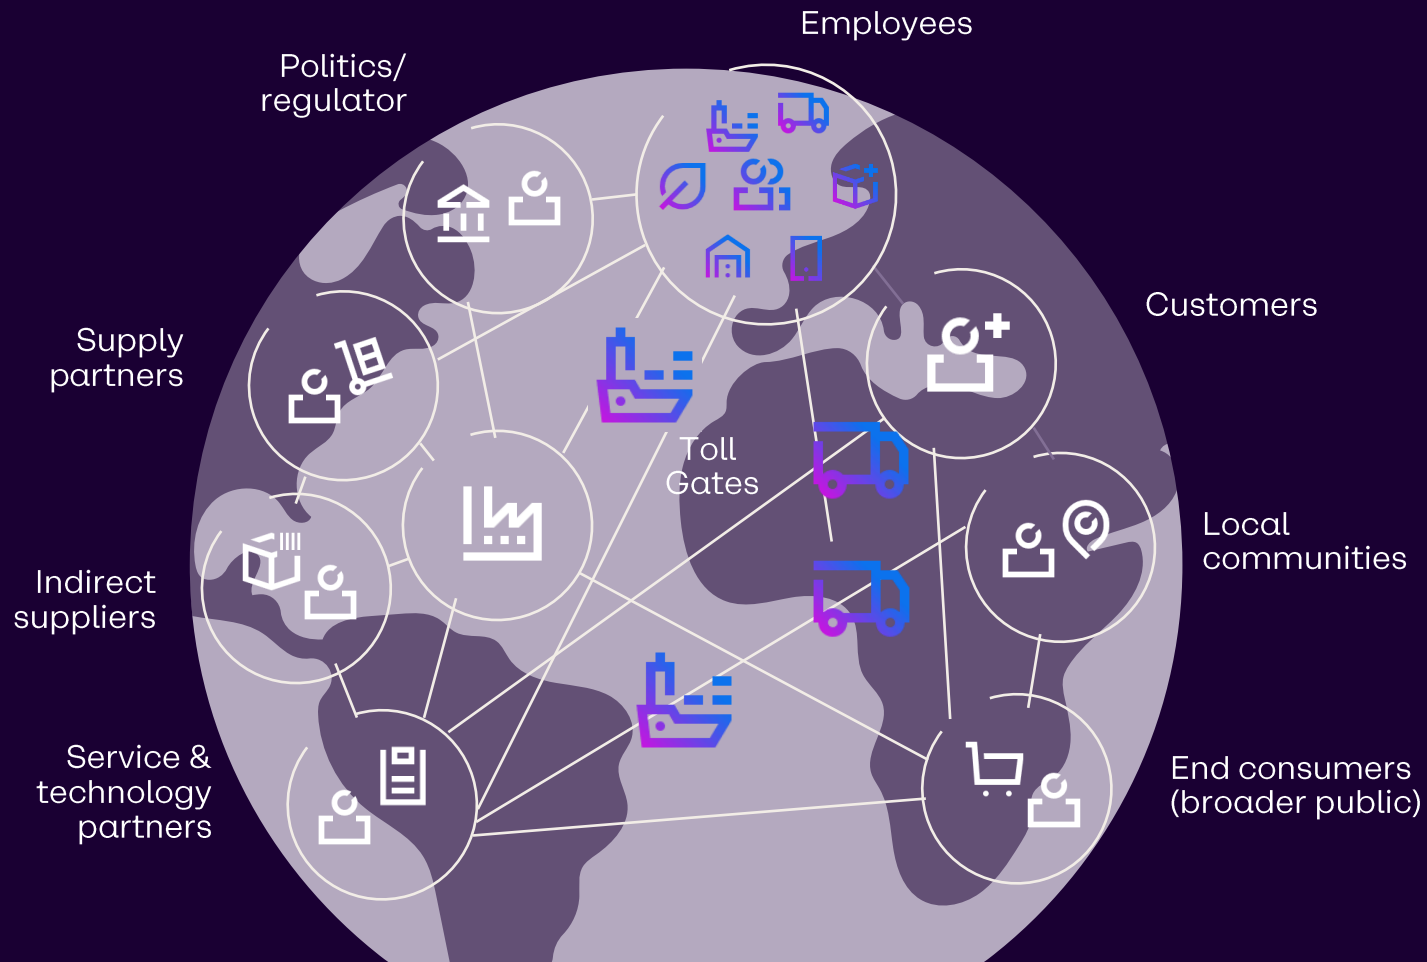 Employees
Politics/
regulator
Customers
Supply
partners
Toll
Gates
Local
communities
Indirect
suppliers
Service &
technology
partners
End consumers
(broader public)